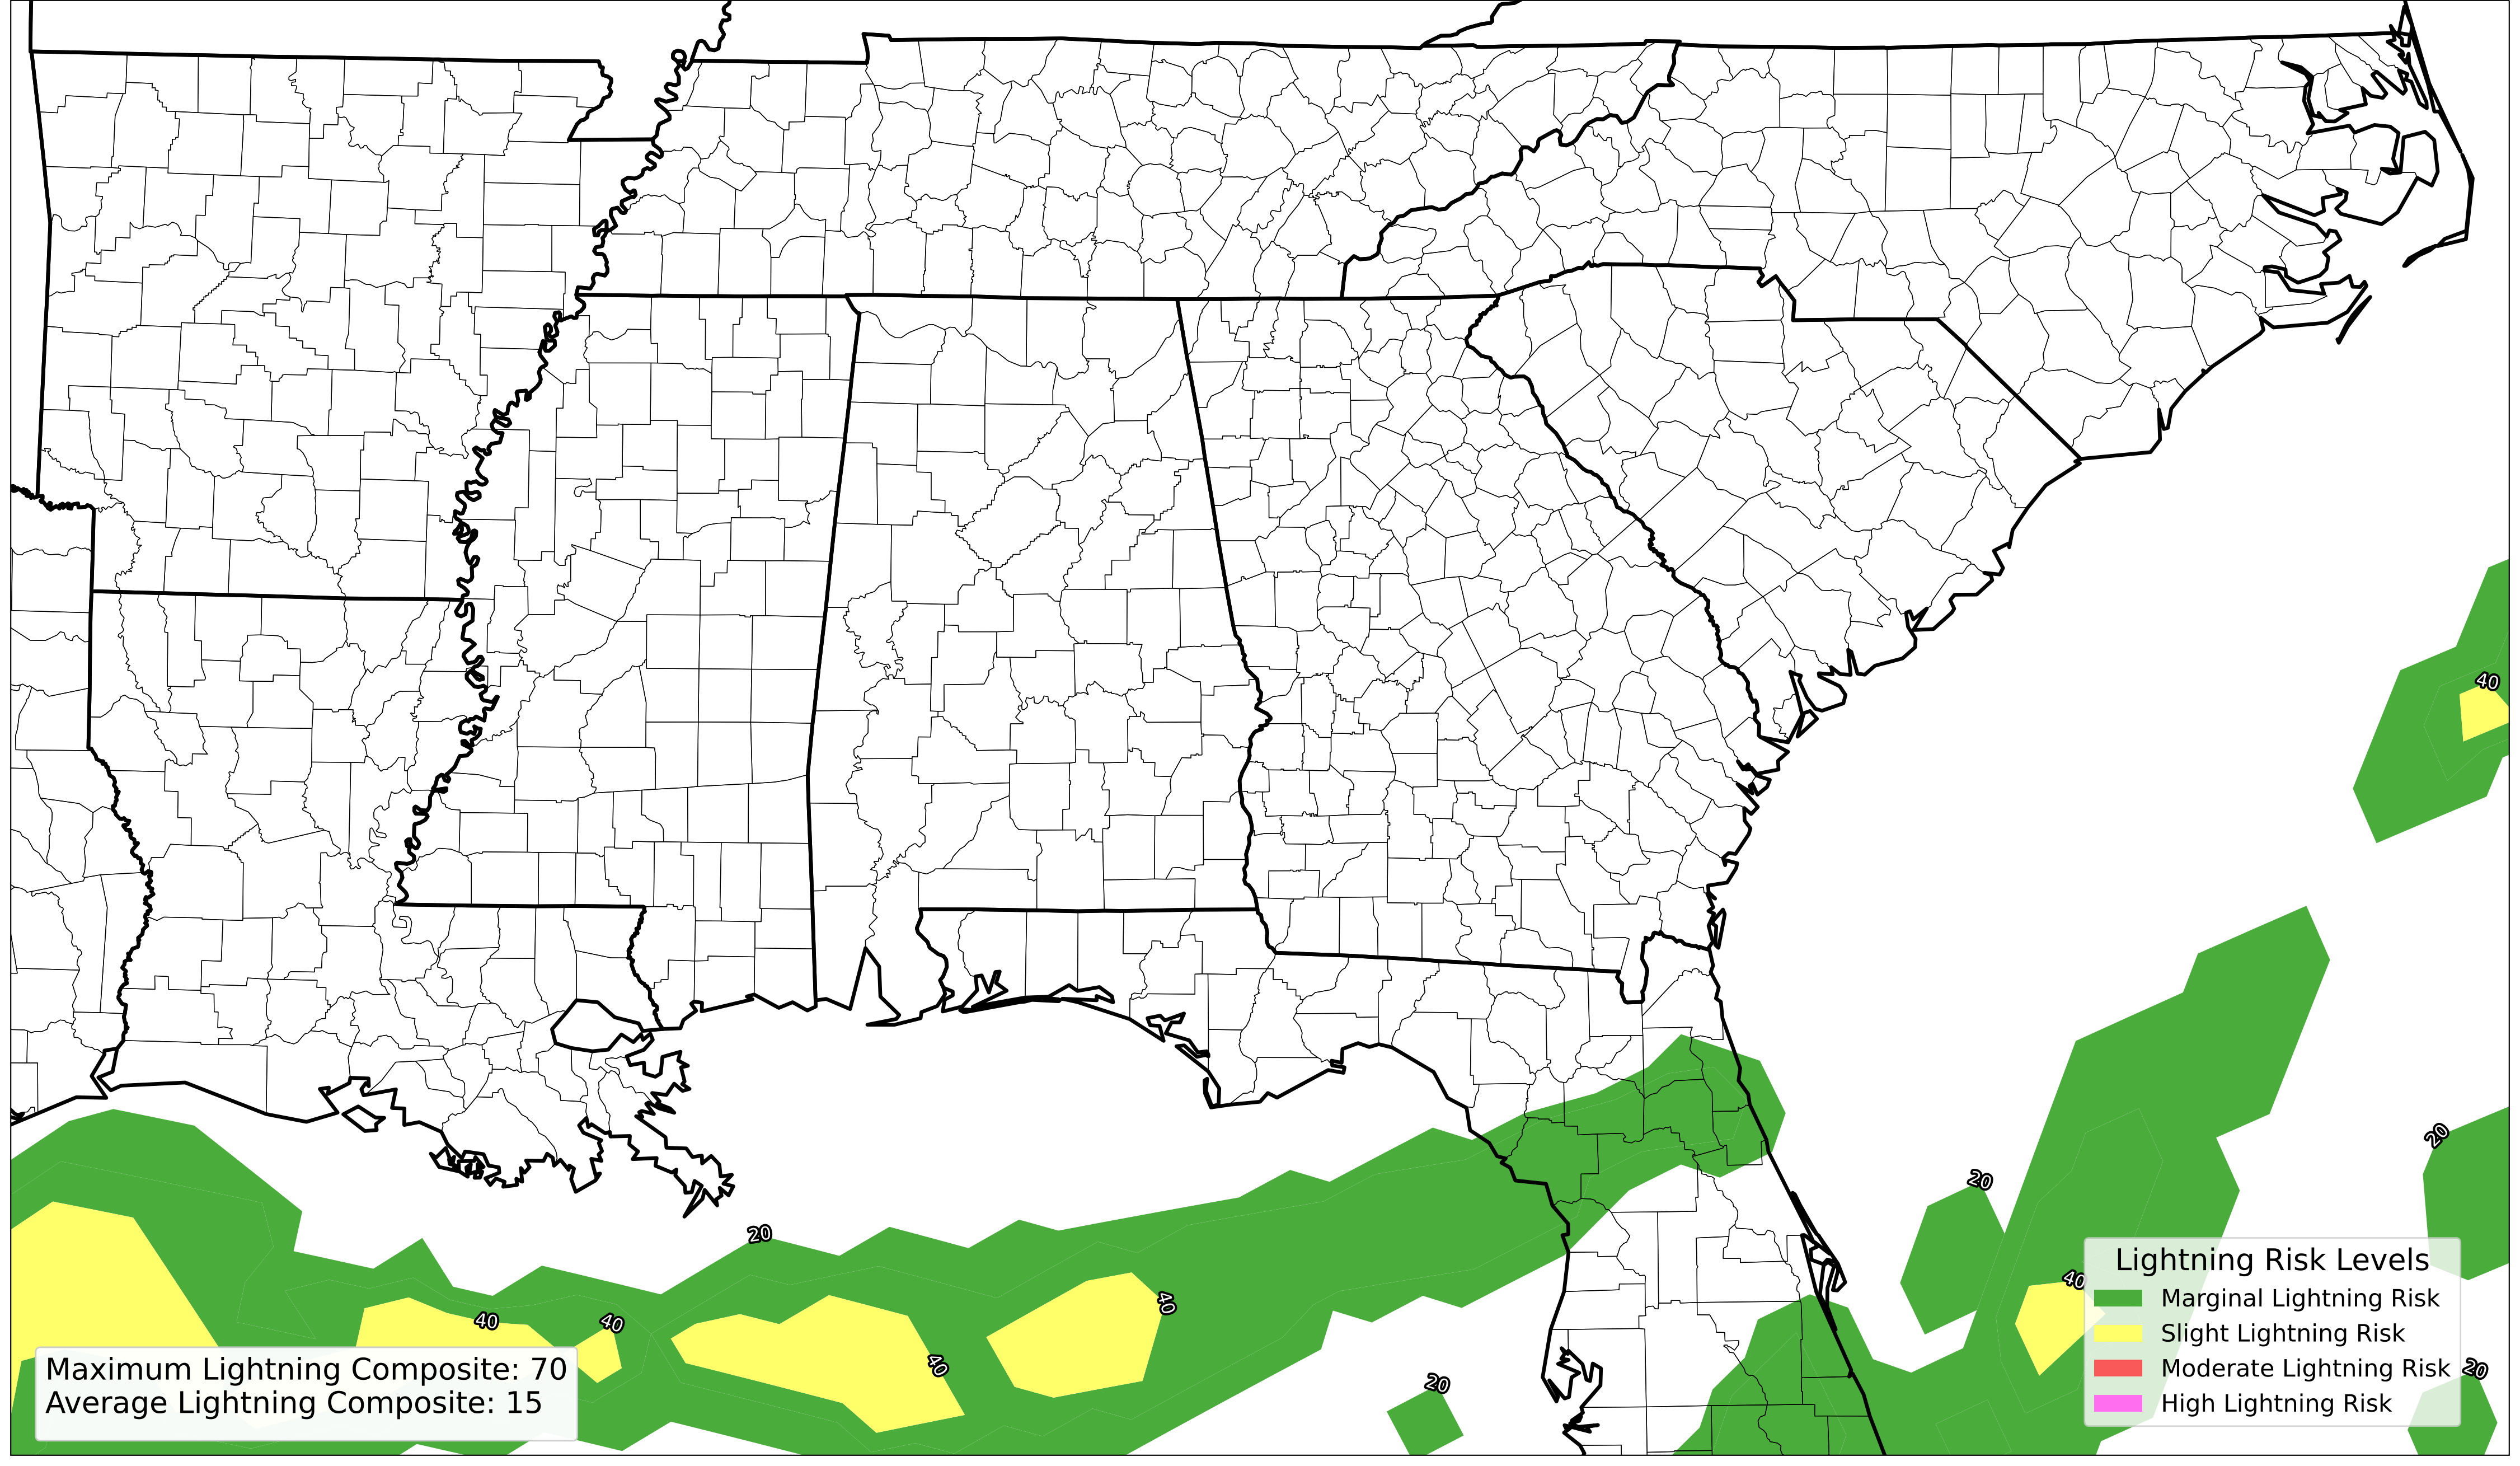 40
20
20
20
20
40
40
40
40
40
20
20
Lightning Risk Levels
Marginal Lightning Risk
Slight Lightning Risk
Moderate Lightning Risk
High Lightning Risk
Maximum Lightning Composite: 70
Average Lightning Composite: 15